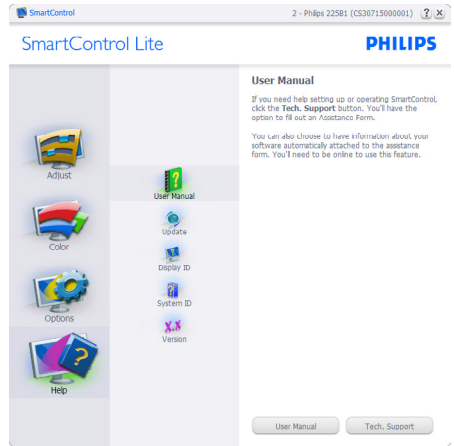 SmartControl
2 - Philips 225B1 (CS30715000001)
?
SmartControl Lite
PHILIPS
Adjust
Color
Options
Help
User Manual
Update
Display ID
System ID
X.X
Version
User Manual
If you need help setting up or operating SmartControl,
click the Tech. Support button. You'll have the
option to fill out an Assistance Form.
You can also choose to have information about your
software automatically attached to the assistance
form. You'll need to be online to use this feature.
User Manual
Tech. Support